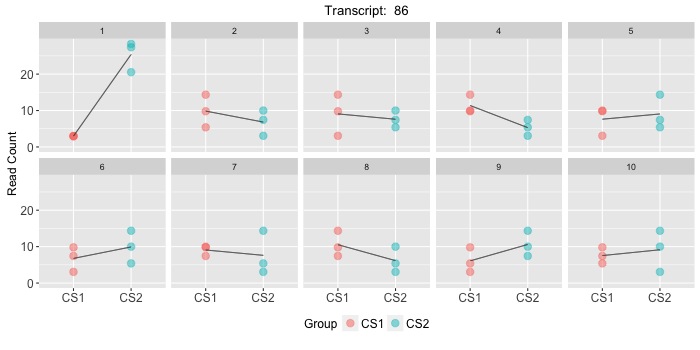 Transcript: 86
1 2 3 4 5
20
10
0
Read Count
6 7 8 9 10
20
10
0
CS1 CS2 CS1 CS2 CS1 CS2 CS1 CS2 CS1 CS2
Group CS1 CS2